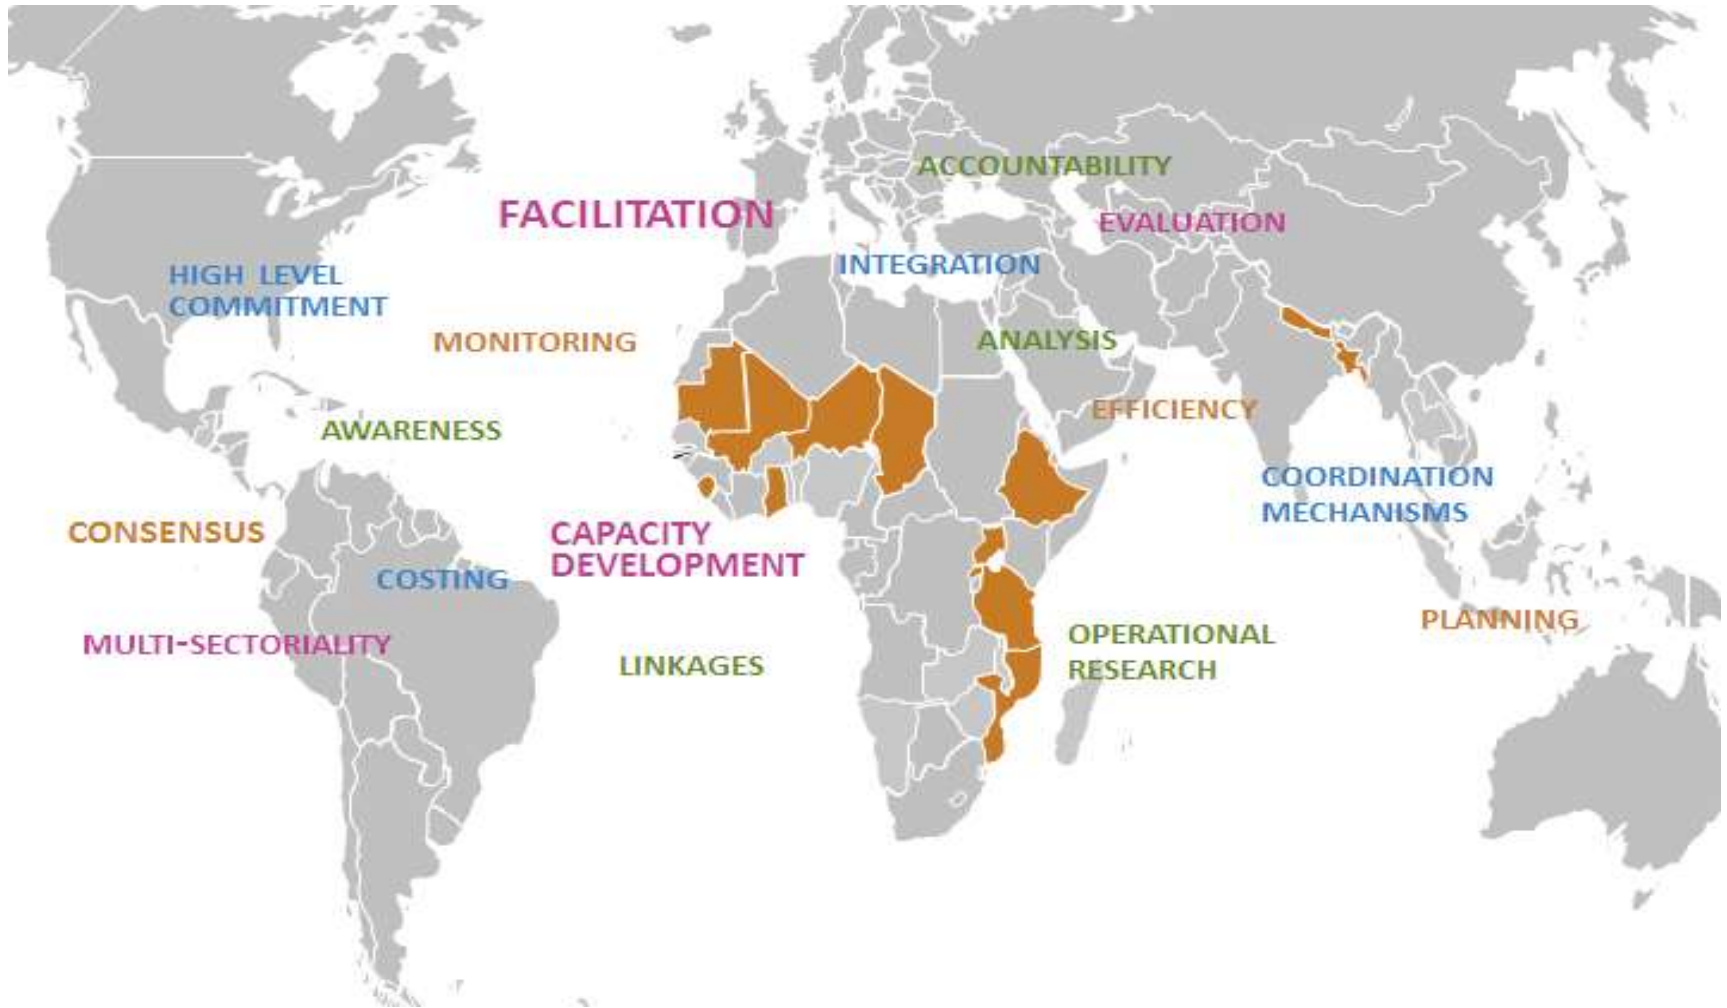 ACCOUNTABILITY
FACILITATION
EVALUATION
INTEGRATION
HIGH LEVEL
COMMITMENT
MONITORING
ANALYSIS
EFFICIENCY
AWARENESS
COORDINATION
MECHANISMS
CONSENSUS
CAPACITY
DEVELOPMENT
COSTING
PLANNING
MULTI-SECTORIALITY
OPERATIONAL
RESEARCH
LINKAGES